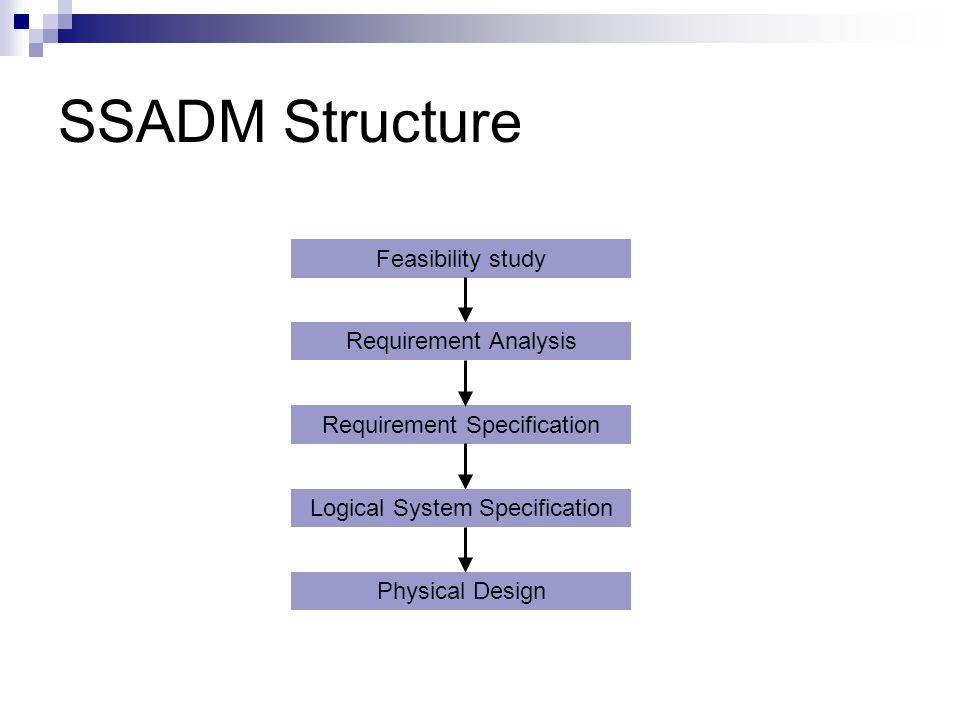 SSADM Structure
Feasibility study
Requirement Analysis
Requirement Specification
Logical System Specification
Physical Design